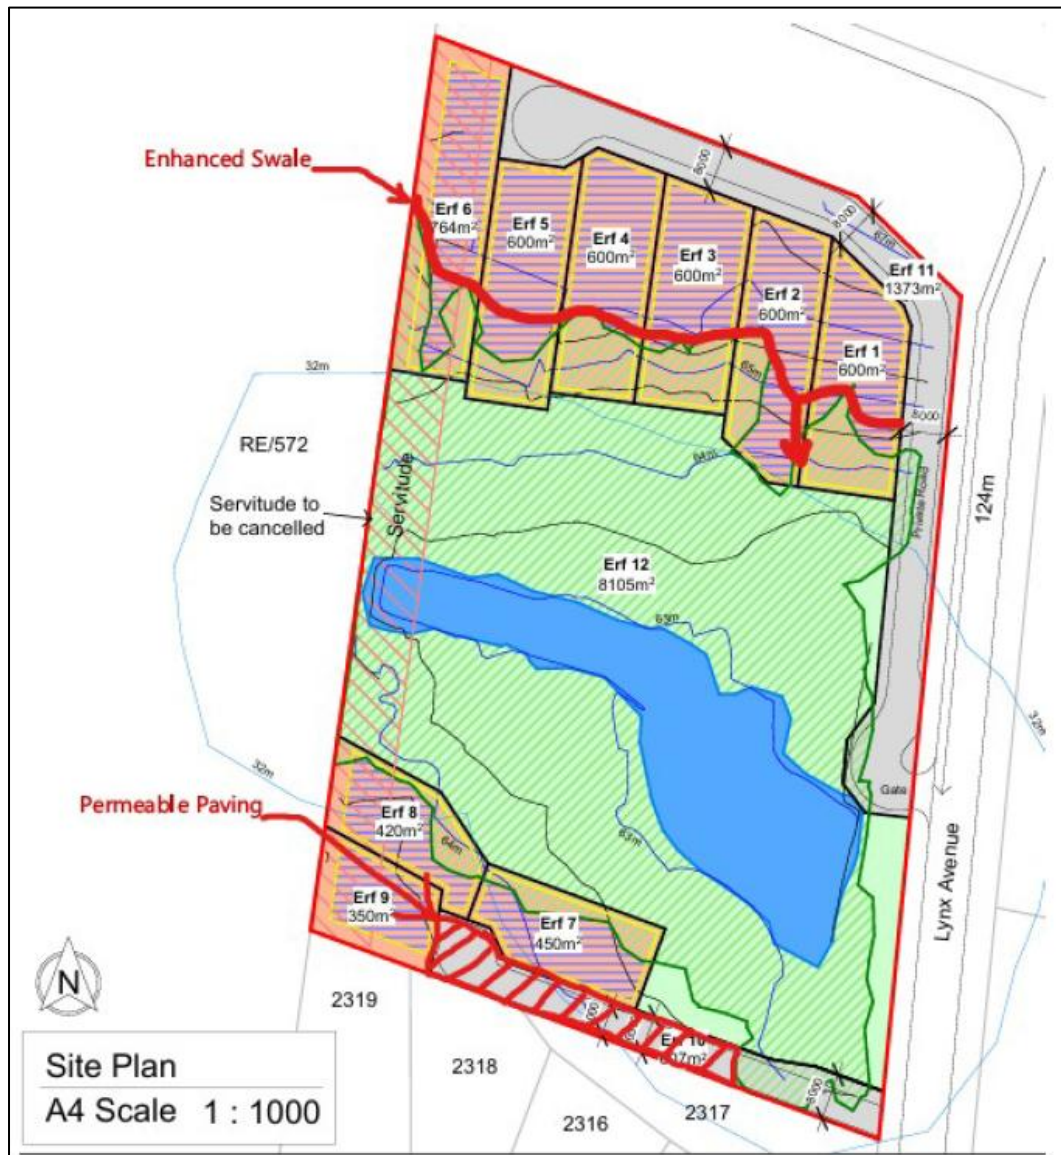 Enhanced Swale
8000
8000
67m
Erf 6
764m²
Erf 5
600m²
Erf 4
600m²
Erf 3
600m²
Erf 2
600m²
Erf 11
1373m²
Erf 1
600m²
65m
32m
8000
RE/572
64m
Servitude
Servitude to
be cancelled
Private Road
124m
Erf 12
8105m²
63m
32m
32m
Gate
Permeable Paving
Erf 8
420m²
64m
63m
Lynx Avenue
Erf 9
350m²
Erf 7
450m²
N
2319
Erf 10
8000
2318
2317
2316
Site Plan
A4 Scale 1 : 1000